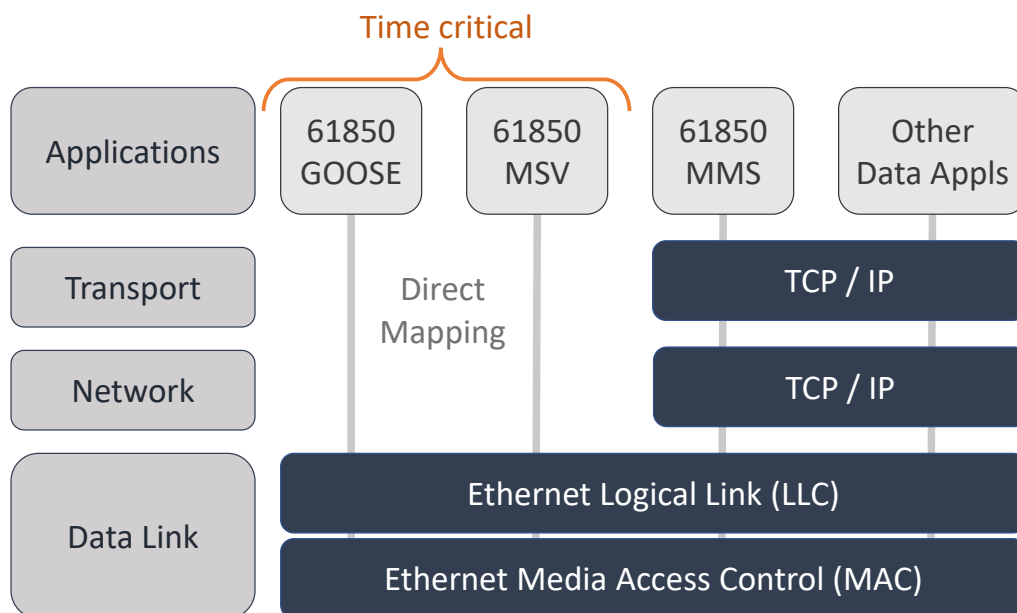 Time critical
Applications
61850
GOOSE
61850
MSV
61850
MMS
Other
Data Appls
Transport
Direct
Mapping
TCP / IP
Network
TCP / IP
Data Link
Ethernet Logical Link (LLC)
Ethernet Media Access Control (MAC)